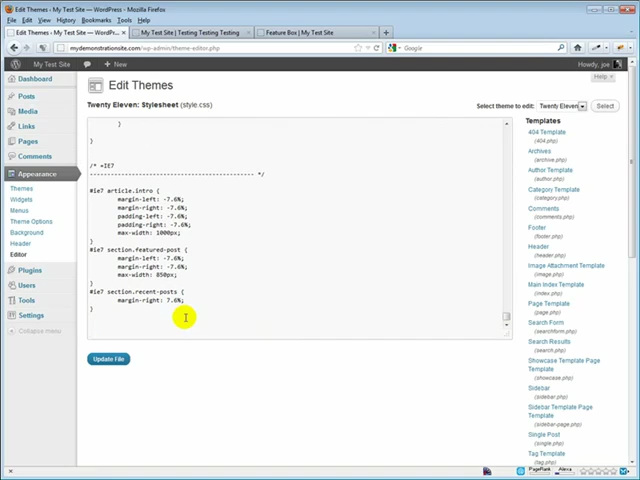 Edit Themes ‹ My Test Site — WordPress - Mozilla Firefox
File Edit View History Bookmarks Tools Help
Edit Themes ‹ My Test Site — WordPr...
My Test Site | Testing Testing Testing
Feature Box | My Test Site
mydemonstrationsite.com/wp-admin/theme-editor.php
Google
My Test Site
New
Howdy, joe
Help
Dashboard
Posts
Media
Links
Pages
Comments
Appearance
Themes
Widgets
Menus
Theme Options
Background
Header
Editor
Plugins
Users
Tools
Settings
Collapse menu
Edit Themes
Twenty Eleven: Stylesheet (style.css)
Select theme to edit: Twenty Eleven Select
}
}
/* =IE7
----------------------------------------------- */
#ie7 article.intro {
margin-left: -7.6%;
margin-right: -7.6%;
padding-left: -7.6%;
padding-right: -7.6%;
max-width: 1000px;
}
#ie7 section.featured-post {
margin-left: -7.6%;
margin-right: -7.6%;
max-width: 850px;
}
#ie7 section.recent-posts {
margin-right: 7.6%;
}
Update File
Templates
404 Template
(404.php)
Archives
(archive.php)
Author Template
(author.php)
Category Template
(category.php)
Comments
(comments.php)
Footer
(footer.php)
Header
(header.php)
Image Attachment Template
(image.php)
Main Index Template
(index.php)
Page Template
(page.php)
Search Form
(searchform.php)
Search Results
(search.php)
Showcase Template Page
Template
(showcase.php)
Sidebar
(sidebar.php)
Sidebar Template Page
Template
(sidebar-page.php)
Single Post
(single.php)
Tag Template
(tag.php)
PageRank
Alexa